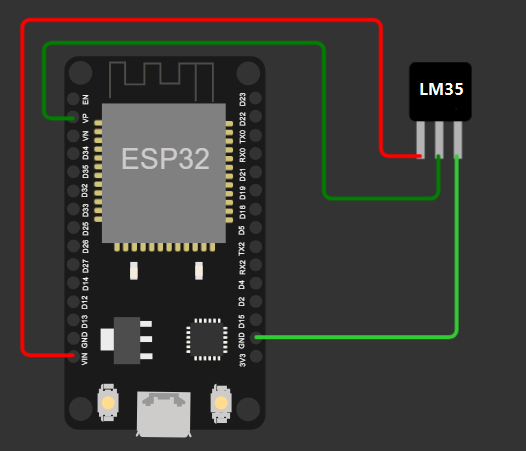 LM35
ESP32
EN
VP
VN
D34
D35
D32
D33
D25
D26
D27
D14
D12
D13
GND
VIN
D23
D22
TX0
RX0
D21
D19
D18
D5
TX2
RX2
D4
D2
D15
GND
3V3